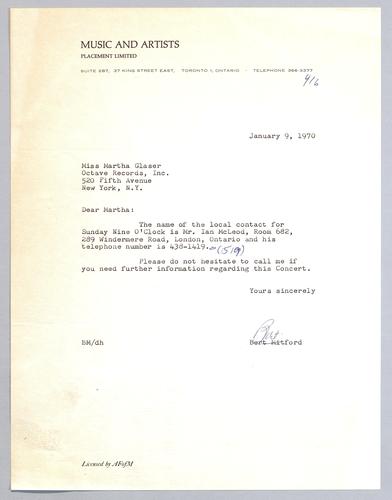 MUSIC AND ARTISTS
PLACEMENT LIMITED
SUITE 287, 37 KING STREET EAST, TORONTO 1, ONTARIO - TELEPHONE 366-3377
416
January 9, 1970
Miss Martha Glaser
Octave Records, Inc.
520 Fifth Avenue
New York, N.Y.
Dear Martha:
The name of the local contact for
Sunday Nine O'Clock is Mr. Ian McLeod, Room 682,
289 Windermere Road, London, Ontario and his
telephone number is 438-1419. (519)
Please do not hesitate to call me if
you need further information regarding this Concert.
Yours sincerely
Bert
BM/dh Bert Mitford
Licensed by AFofM